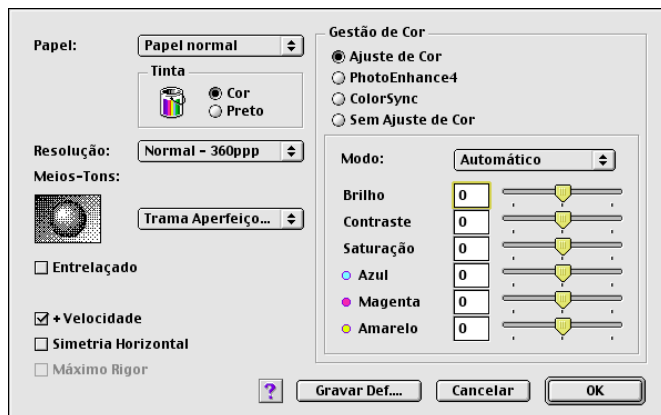 Papel:
Papel normal
Tinta
Cor
Preto
Resolução:
Normal - 360ppp
Meios-Tons:
Trama Aperfeiço...
Entrelaçado
+ Velocidade
Simetria Horizontal
Máximo Rigor
Gestão de Cor
Ajuste de Cor
PhotoEnhance4
ColorSync
Sem Ajuste de Cor
Modo:
Automático
Brilho 0
Contraste 0
Saturação 0
Azul 0
Magenta 0
Amarelo 0
?
Gravar Def....
Cancelar
OK